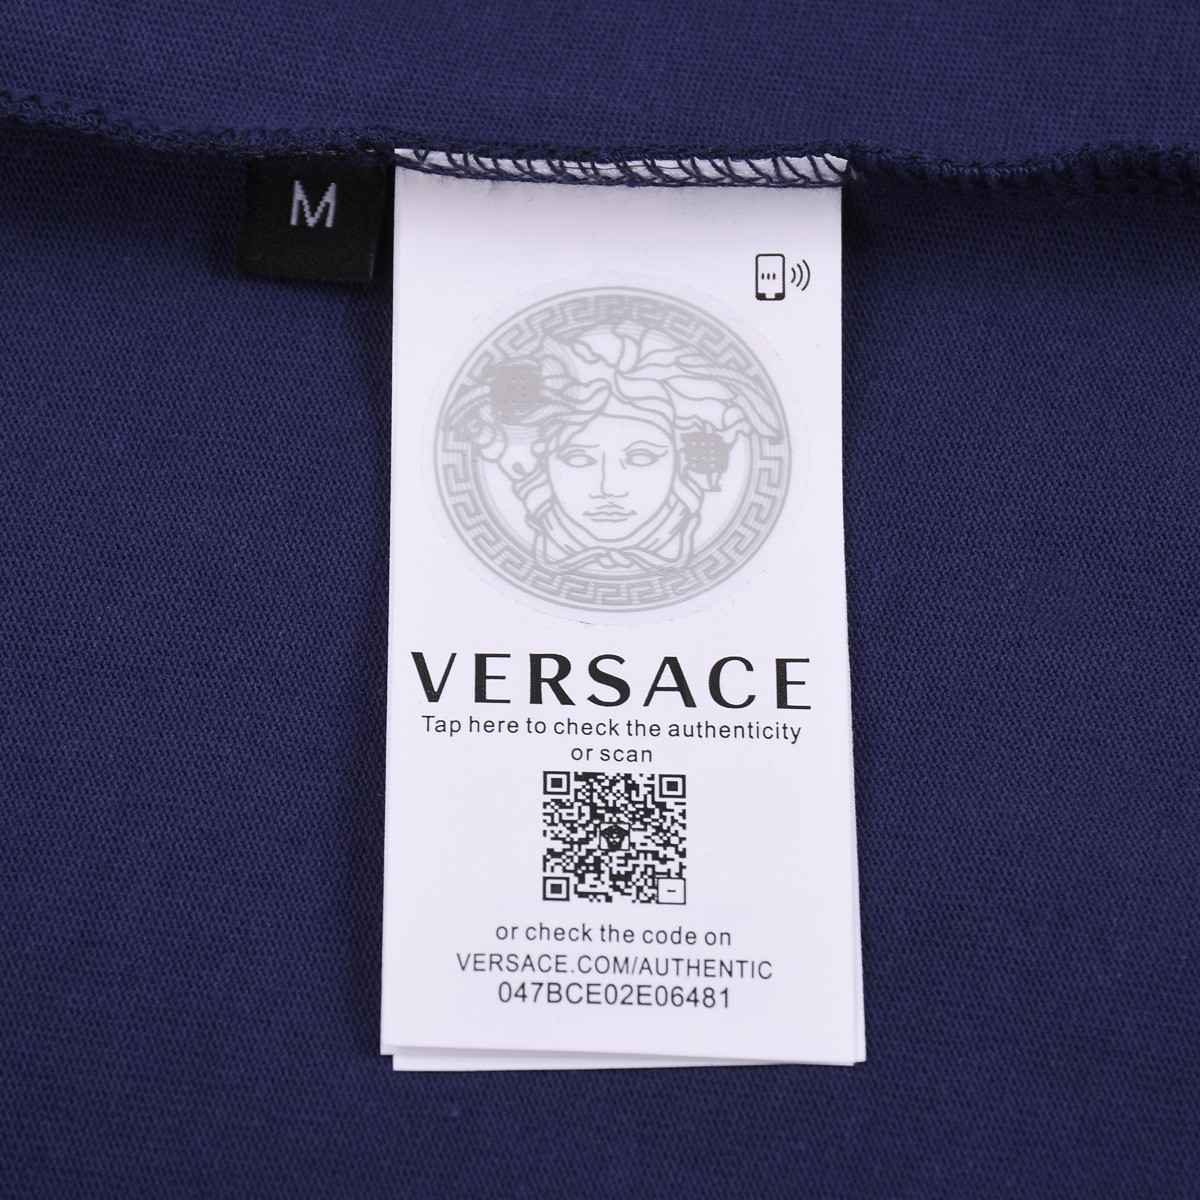 M
VERSACE
Tap here to check the authenticity
or scan
or check the code on
VERSACE.COM/AUTHENTIC
047BCE02E06481